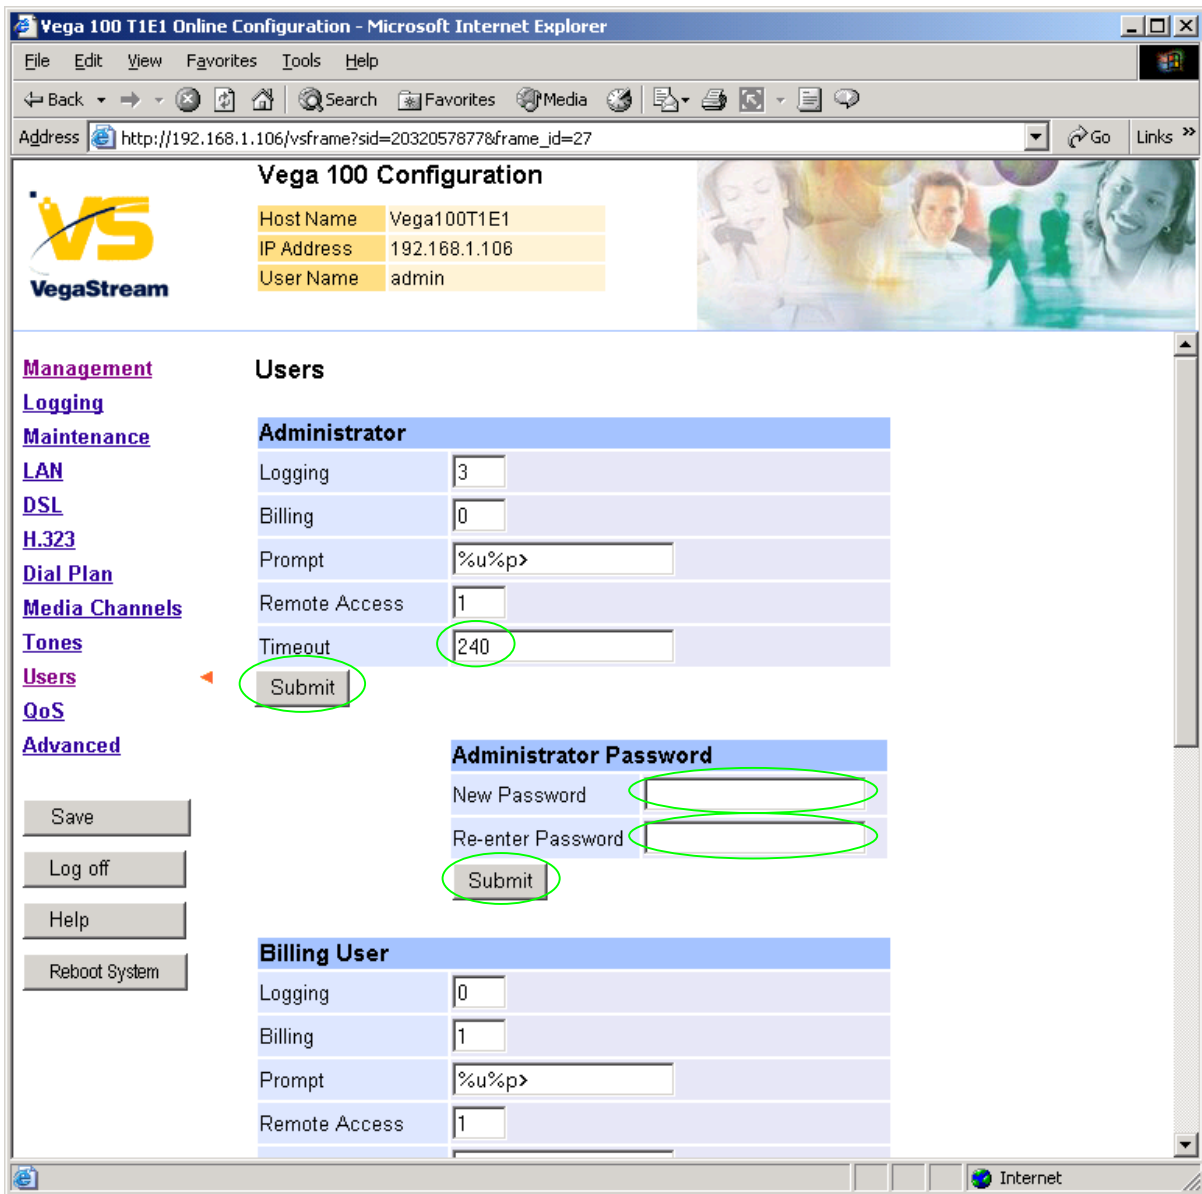 Vega 100 T1E1 Online Configuration - Microsoft Internet Explorer
File Edit View Favorites Tools Help
Back Search Favorites Media
Address http://192.168.1.106/vsframe?sid=2032057877&frame_id=27 Go Links »
VS
VegaStream
Vega 100 Configuration
Host Name Vega100T1E1
IP Address 192.168.1.106
User Name admin
Management
Logging
Maintenance
LAN
DSL
H.323
Dial Plan
Media Channels
Tones
Users
QoS
Advanced
Save
Log off
Help
Reboot System
Users
Administrator
Logging 3
Billing 0
Prompt %u%p>
Remote Access 1
Timeout 240
Submit
Administrator Password
New Password
Re-enter Password
Submit
Billing User
Logging 0
Billing 1
Prompt %u%p>
Remote Access 1
Internet